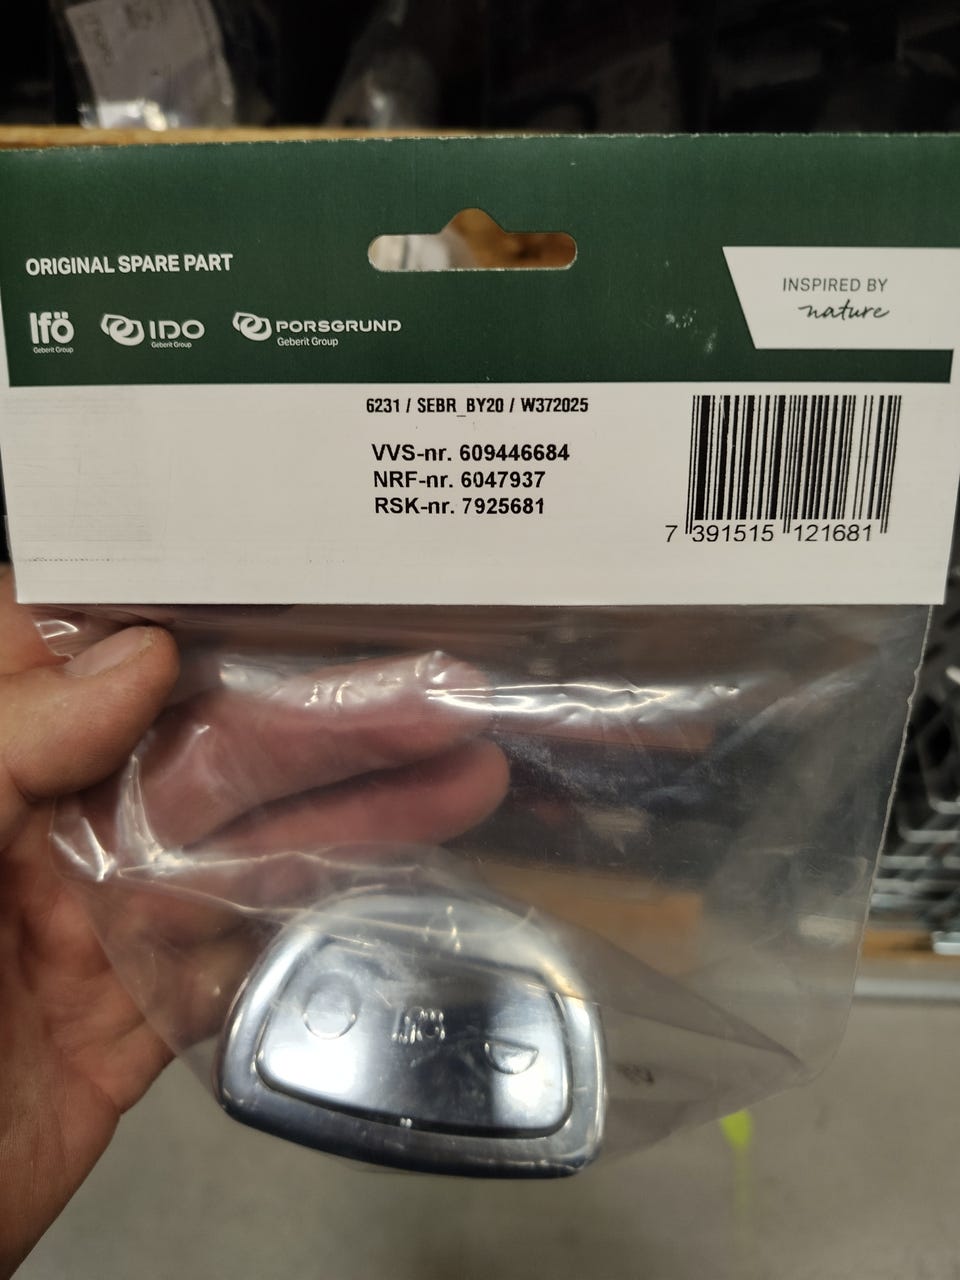 ORIGINAL SPARE PART
Ifö
Geberit Group
IDO
Geberit Group
PORSGRUND
Geberit Group
INSPIRED BY
nature
6231 / SEBR_BY20 / W372025
VVS-nr. 609446684
NRF-nr. 6047937
RSK-nr. 7925681
7 391515 121681
Ifö